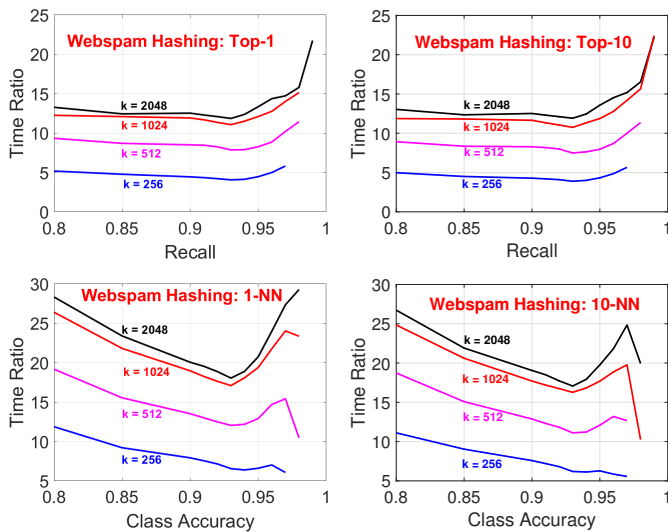 Webspam Hashing: Top-1
Time Ratio
25
20
15
10
5
0
k = 2048
k = 1024
k = 512
k = 256
0.8 0.85 0.9 0.95 1
Recall
Webspam Hashing: Top-10
Time Ratio
25
20
15
10
5
0
k = 2048
k = 1024
k = 512
k = 256
0.8 0.85 0.9 0.95 1
Recall
Webspam Hashing: 1-NN
Time Ratio
30
25
20
15
10
5
k = 2048
k = 1024
k = 512
k = 256
0.8 0.85 0.9 0.95 1
Class Accuracy
Webspam Hashing: 10-NN
Time Ratio
30
25
20
15
10
5
k = 2048
k = 1024
k = 512
k = 256
0.8 0.85 0.9 0.95 1
Class Accuracy